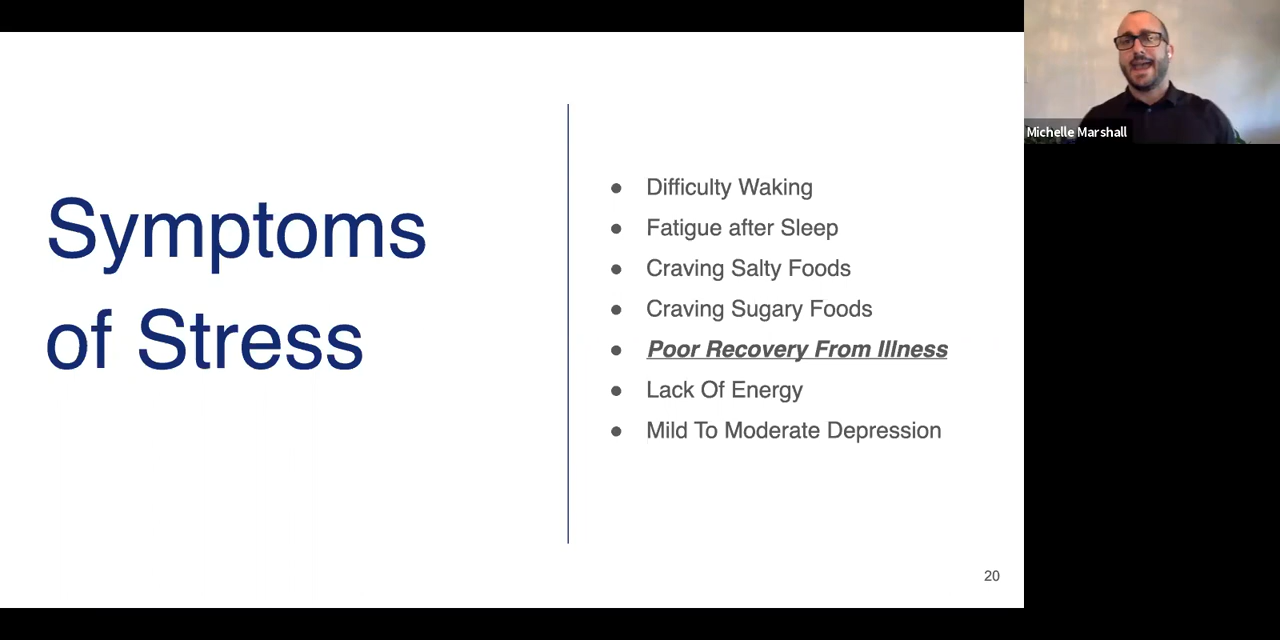 Symptoms
of Stress
● Difficulty Waking
● Fatigue after Sleep
● Craving Salty Foods
● Craving Sugary Foods
● Poor Recovery From Illness
● Lack Of Energy
● Mild To Moderate Depression
20
Michelle Marshall